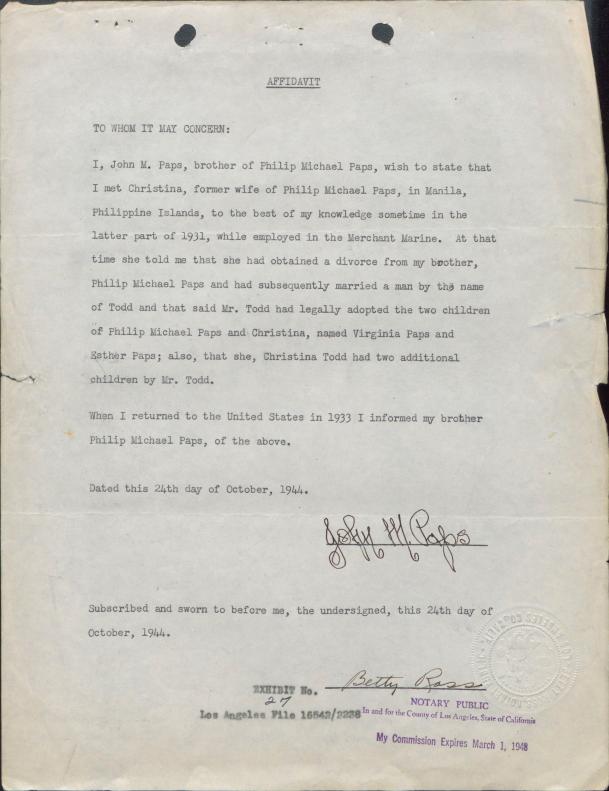 AFFIDAVIT
TO WHOM IT MAY CONCERN:
I, John M. Paps, brother of Philip Michael Paps, wish to state that
I met Christina, former wife of Philip Michael Paps, in Manila,
Philippine Islands, to the best of my knowledge sometime in the
latter part of 1931, while employed in the Merchant Marine. At that
time she told me that she had obtained a divorce from my brother,
Philip Michael Paps and had subsequently married a man by the name
of Todd and that said Mr. Todd had legally adopted the two children
of Philip Michael Paps and Christina, named Virginia Paps and
Esther Paps; also, that she, Christina Todd had two additional
children by Mr. Todd.
When I returned to the United States in 1933 I informed my brother
Philip Michael Paps, of the above.
Dated this 24th day of October, 1944.
John M. Paps
Subscribed and sworn to before me, the undersigned, this 24th day of
October, 1944.
Betty Ross
EXHIBIT No.
27
Los Angeles File 16542/2238
NOTARY PUBLIC
In and for the County of Los Angeles, State of California
My Commission Expires March 1, 1948